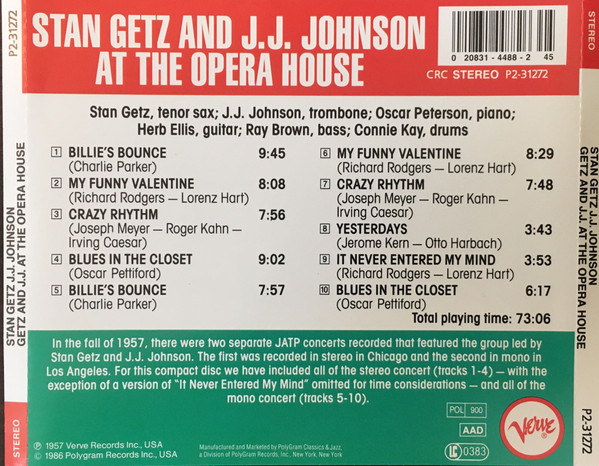 STEREO
P2-31272
STAN GETZ AND J.J. JOHNSON
AT THE OPERA HOUSE
0 20831-4488-2 45
CRC STEREO P2-31272
STEREO
Stan Getz, tenor sax; J.J. Johnson, trombone; Oscar Peterson, piano;
Herb Ellis, guitar; Ray Brown, bass; Connie Kay, drums
1 BILLIE'S BOUNCE 9:45
(Charlie Parker)
2 MY FUNNY VALENTINE 8:08
(Richard Rodgers – Lorenz Hart)
3 CRAZY RHYTHM 7:56
(Joseph Meyer – Roger Kahn –
Irving Caesar)
4 BLUES IN THE CLOSET 9:02
(Oscar Pettiford)
5 BILLIE'S BOUNCE 7:57
(Charlie Parker)
6 MY FUNNY VALENTINE 8:29
(Richard Rodgers – Lorenz Hart)
7 CRAZY RHYTHM 7:48
(Joseph Meyer – Roger Kahn –
Irving Caesar)
8 YESTERDAYS 3:43
(Jerome Kern – Otto Harbach)
9 IT NEVER ENTERED MY MIND 3:53
(Richard Rodgers – Lorenz Hart)
10 BLUES IN THE CLOSET 6:17
(Oscar Pettiford)
Total playing time: 73:06
In the fall of 1957, there were two separate JATP concerts recorded that featured the group led by
Stan Getz and J.J. Johnson. The first was recorded in stereo in Chicago and the second in mono in
Los Angeles. For this compact disc we have included all of the stereo concert (tracks 1-4) – with the
exception of a version of "It Never Entered My Mind" omitted for time considerations – and all of the
mono concert (tracks 5-10).
℗ 1957 Verve Records Inc., USA
© 1986 PolyGram Records Inc., USA
Manufactured and Marketed by PolyGram Classics & Jazz,
a Division of PolyGram Records, Inc., New York, New York
POL 900
AAD
LC 0383
Verve
STAN GETZ J.J. JOHNSON
GETZ AND J.J. AT THE OPERA HOUSE
STEREO
STAN GETZ J.J. JOHNSON
GETZ AND J.J. AT THE OPERA HOUSE
P2-31272